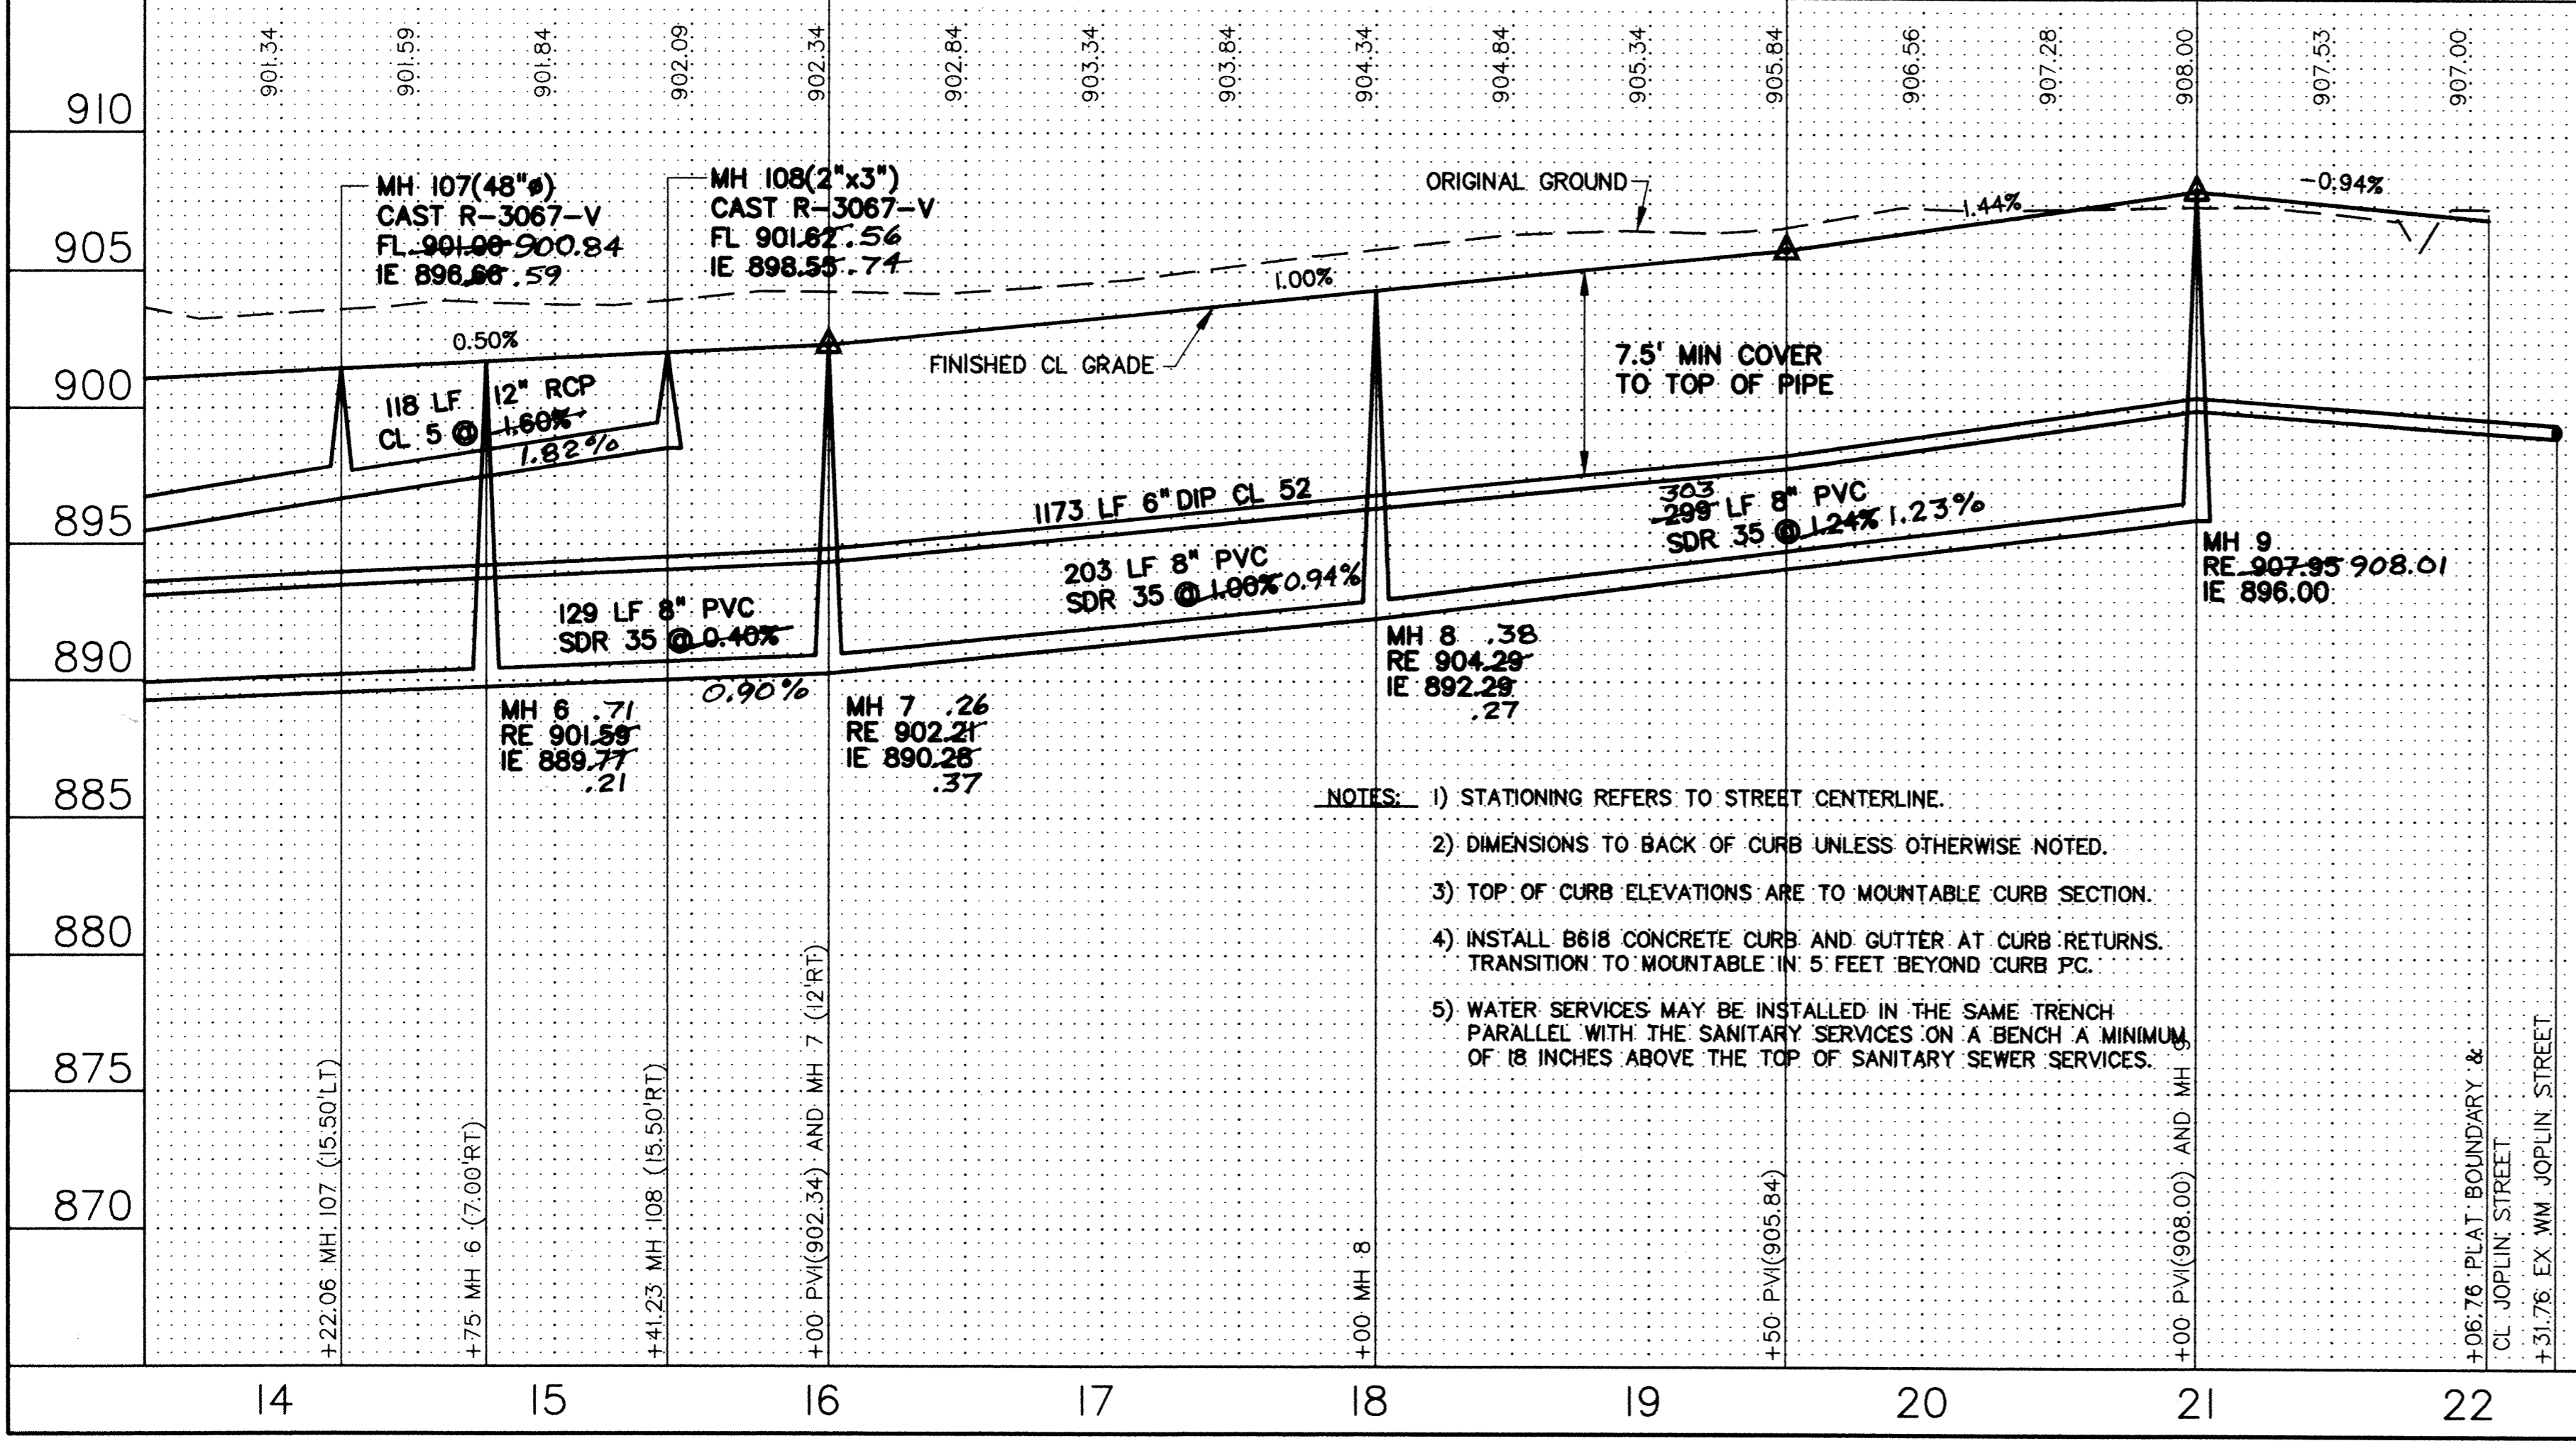 901.34 901.59 901.84 902.09 902.34 902.84 903.34 903.84 904.34 904.84 905.34 905.84 906.56 907.28 908.00 907.53 907.00
910
905
900
895
890
885
880
875
870
MH 107(48"ø)
CAST R-3067-V
FL 901.00 900.84
IE 896.66 .59
MH 108(2"x3")
CAST R-3067-V
FL 901.62 .56
IE 898.55 .74
ORIGINAL GROUND
1.44%
-0.94%
1.00%
0.50%
FINISHED CL GRADE
7.5' MIN COVER
TO TOP OF PIPE
118 LF 12" RCP
CL 5 @ 1.60%
1.82%
1173 LF 6" DIP CL 52
303
299 LF 8" PVC
SDR 35 @ 1.24% 1.23%
203 LF 8" PVC
SDR 35 @ 1.00% 0.94%
129 LF 8" PVC
SDR 35 @ 0.40%
0.90%
MH 9
RE 907.95 908.01
IE 896.00
MH 8 .38
RE 904.29
IE 892.29
.27
MH 6 .71
RE 901.59
IE 889.77
.21
MH 7 .26
RE 902.21
IE 890.28
.37
NOTES: 1) STATIONING REFERS TO STREET CENTERLINE.
2) DIMENSIONS TO BACK OF CURB UNLESS OTHERWISE NOTED.
3) TOP OF CURB ELEVATIONS ARE TO MOUNTABLE CURB SECTION.
4) INSTALL B618 CONCRETE CURB AND GUTTER AT CURB RETURNS.
TRANSITION TO MOUNTABLE IN 5 FEET BEYOND CURB PC.
5) WATER SERVICES MAY BE INSTALLED IN THE SAME TRENCH
PARALLEL WITH THE SANITARY SERVICES ON A BENCH A MINIMUM
OF 18 INCHES ABOVE THE TOP OF SANITARY SEWER SERVICES.
+22.06 MH 107 (15.50'LT)
+75 MH 6 (7.00'RT)
+41.23 MH 108 (15.50'RT)
+00 PVI(902.34) AND MH 7 (12'RT)
+00 MH 8
+50 PVI(905.84)
+00 PVI(908.00) AND MH 9
+06.76 PLAT BOUNDARY &
CL JOPLIN STREET
+31.76 EX WM JOPLIN STREET
14 15 16 17 18 19 20 21 22